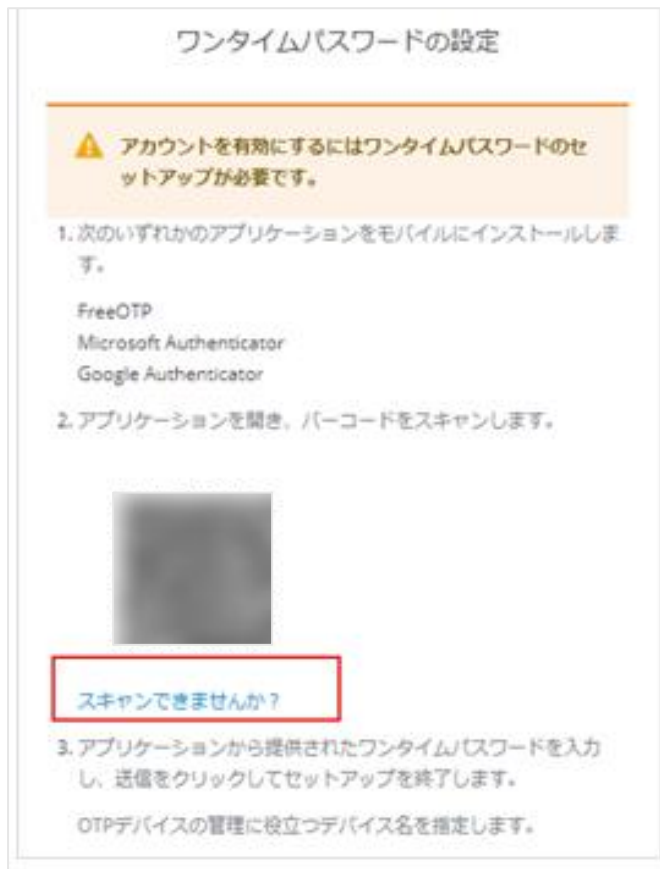 ワンタイムパスワードの設定
アカウントを有効にするにはワンタイムパスワードのセ
ットアップが必要です。
1. 次のいずれかのアプリケーションをモバイルにインストールしま
す。
FreeOTP
Microsoft Authenticator
Google Authenticator
2. アプリケーションを開き、バーコードをスキャンします。
スキャンできませんか？
3. アプリケーションから提供されたワンタイムパスワードを入力
し、送信をクリックしてセットアップを終了します。
OTPデバイスの管理に役立つデバイス名を指定します。